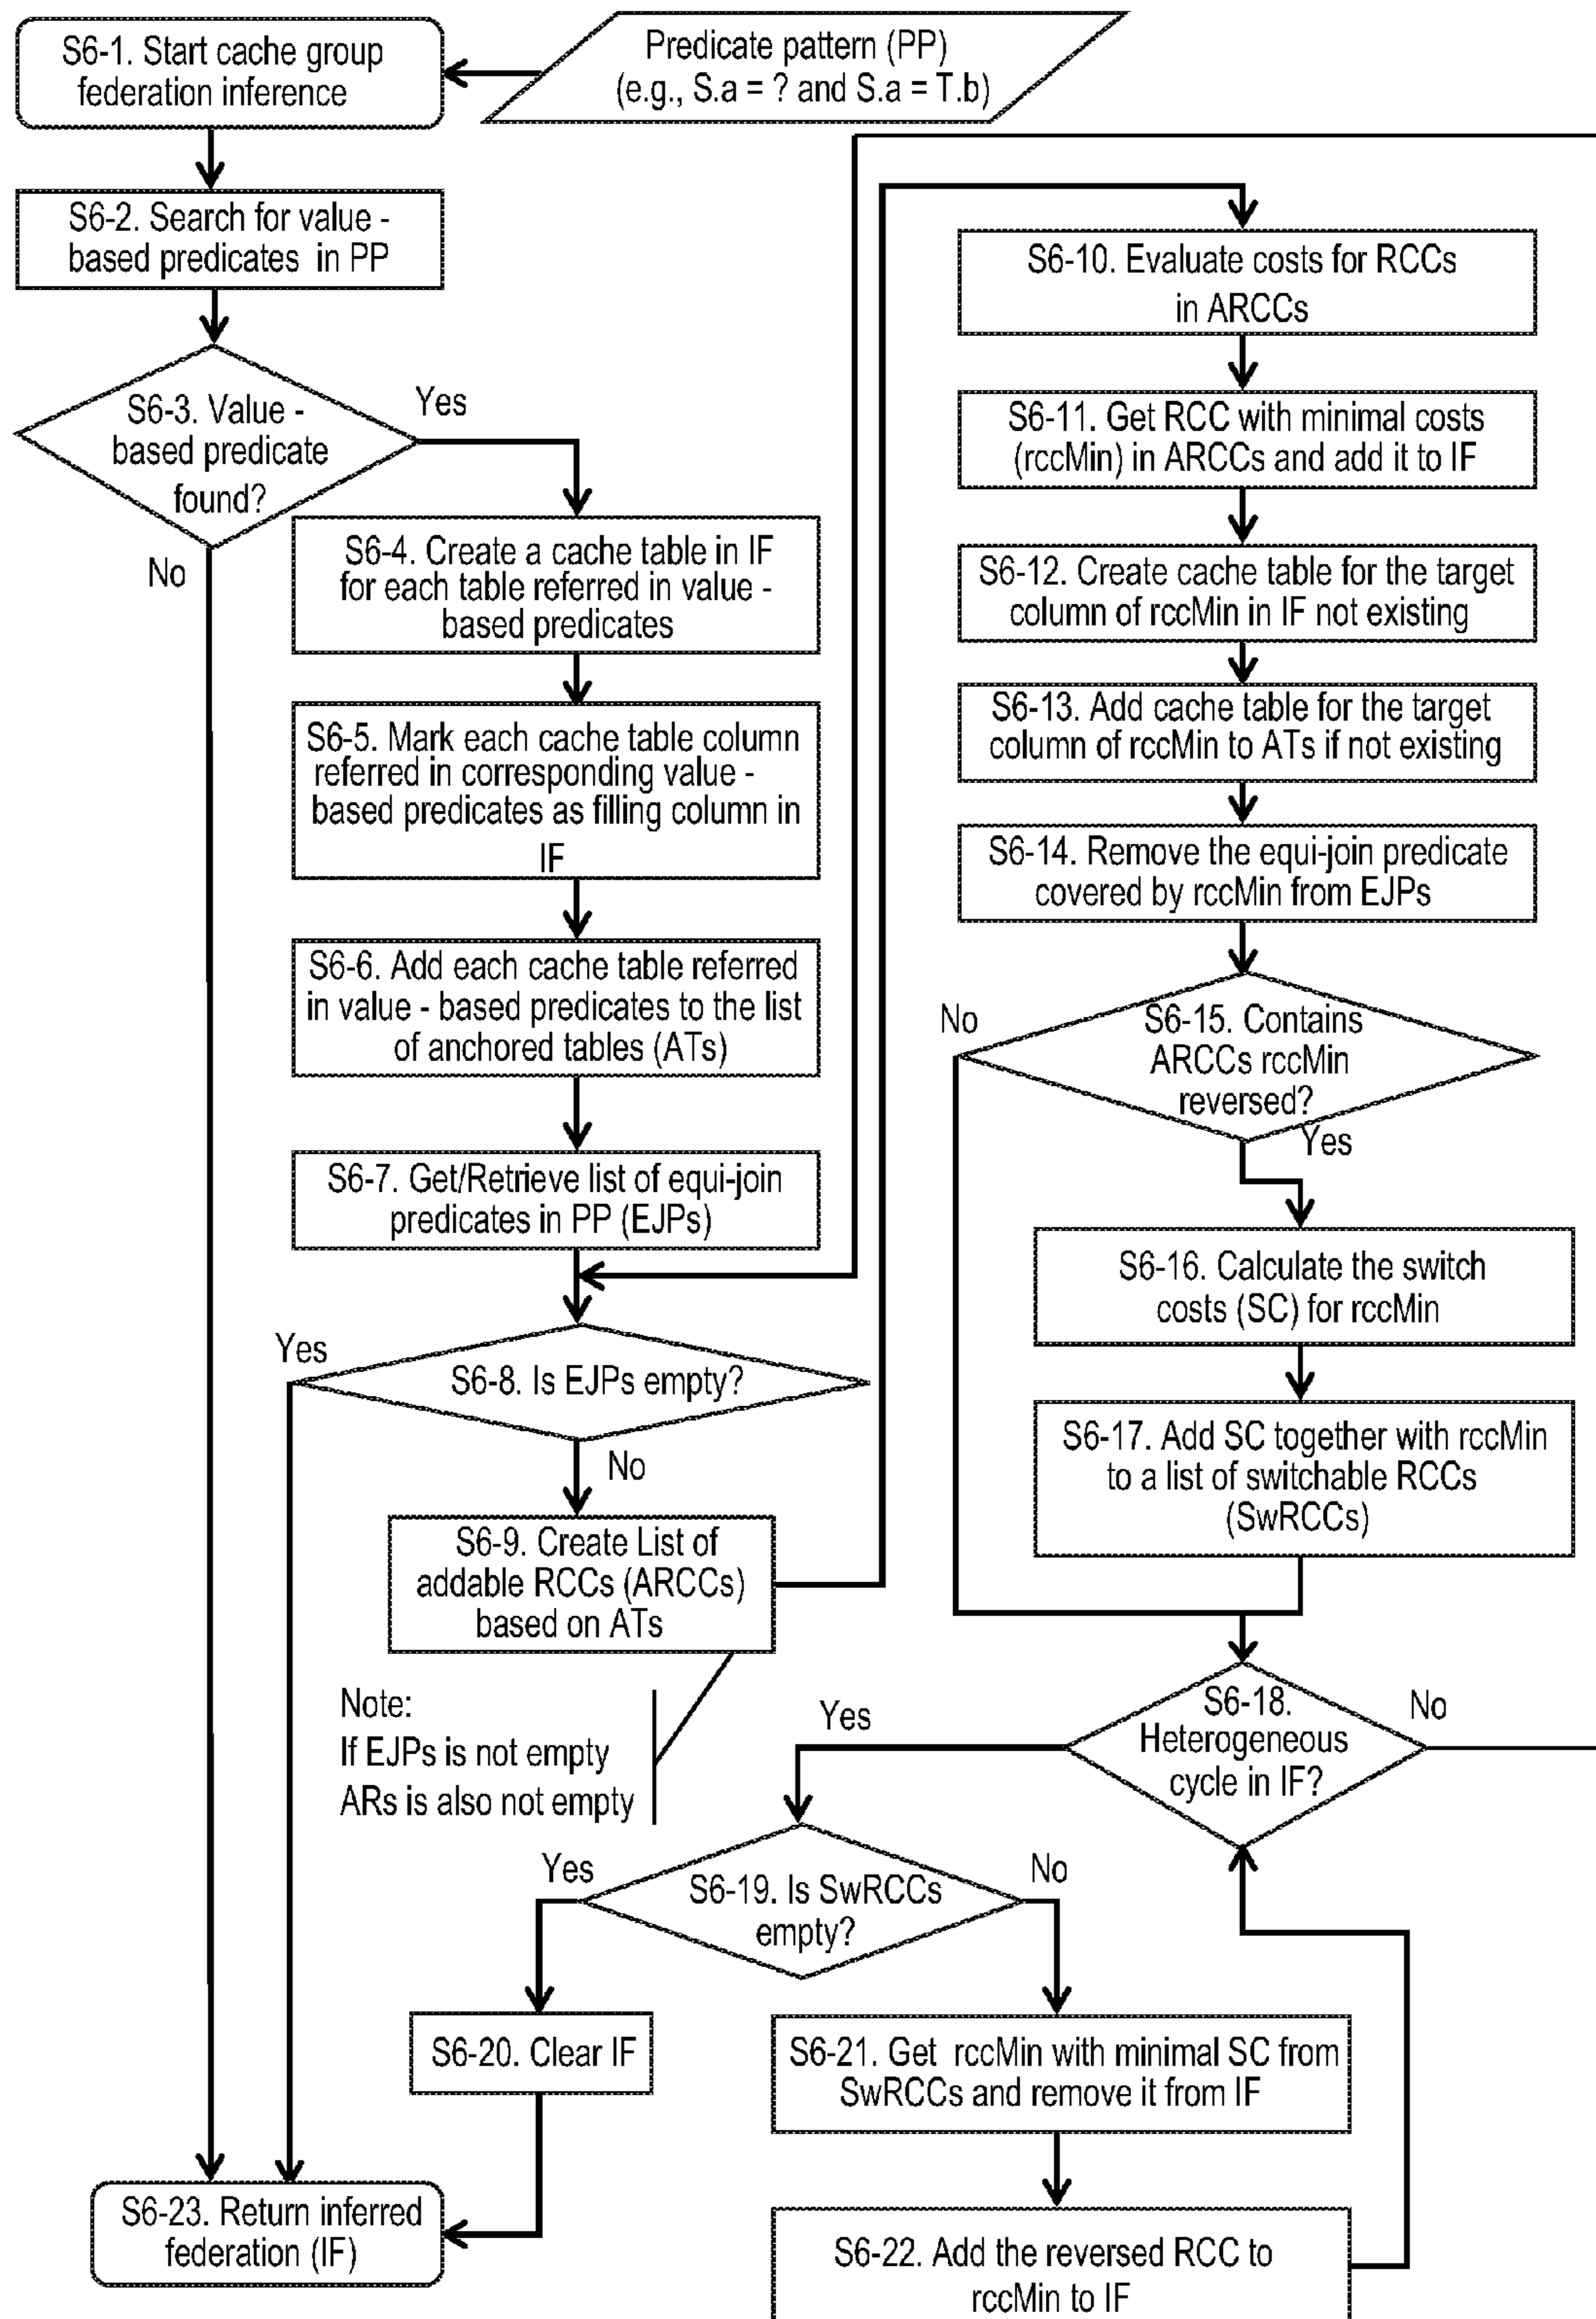 S6-1. Start cache group
federation inference
Predicate pattern (PP)
(e.g., S.a = ? and S.a = T.b)
S6-2. Search for value -
based predicates in PP
S6-3. Value -
based predicate
found?
Yes
No
S6-4. Create a cache table in IF
for each table referred in value -
based predicates
S6-5. Mark each cache table column
referred in corresponding value -
based predicates as filling column in
IF
S6-6. Add each cache table referred
in value - based predicates to the list
of anchored tables (ATs)
S6-7. Get/Retrieve list of equi-join
predicates in PP (EJPs)
Yes
S6-8. Is EJPs empty?
No
S6-9. Create List of
addable RCCs (ARCCs)
based on ATs
Note:
If EJPs is not empty
ARs is also not empty
S6-10. Evaluate costs for RCCs
in ARCCs
S6-11. Get RCC with minimal costs
(rccMin) in ARCCs and add it to IF
S6-12. Create cache table for the target
column of rccMin in IF not existing
S6-13. Add cache table for the target
column of rccMin to ATs if not existing
S6-14. Remove the equi-join predicate
covered by rccMin from EJPs
No
S6-15. Contains
ARCCs rccMin
reversed?
Yes
S6-16. Calculate the switch
costs (SC) for rccMin
S6-17. Add SC together with rccMin
to a list of switchable RCCs
(SwRCCs)
Yes
S6-18.
Heterogeneous
cycle in IF?
No
Yes
S6-19. Is SwRCCs
empty?
No
S6-20. Clear IF
S6-21. Get rccMin with minimal SC from
SwRCCs and remove it from IF
S6-22. Add the reversed RCC to
rccMin to IF
S6-23. Return inferred
federation (IF)